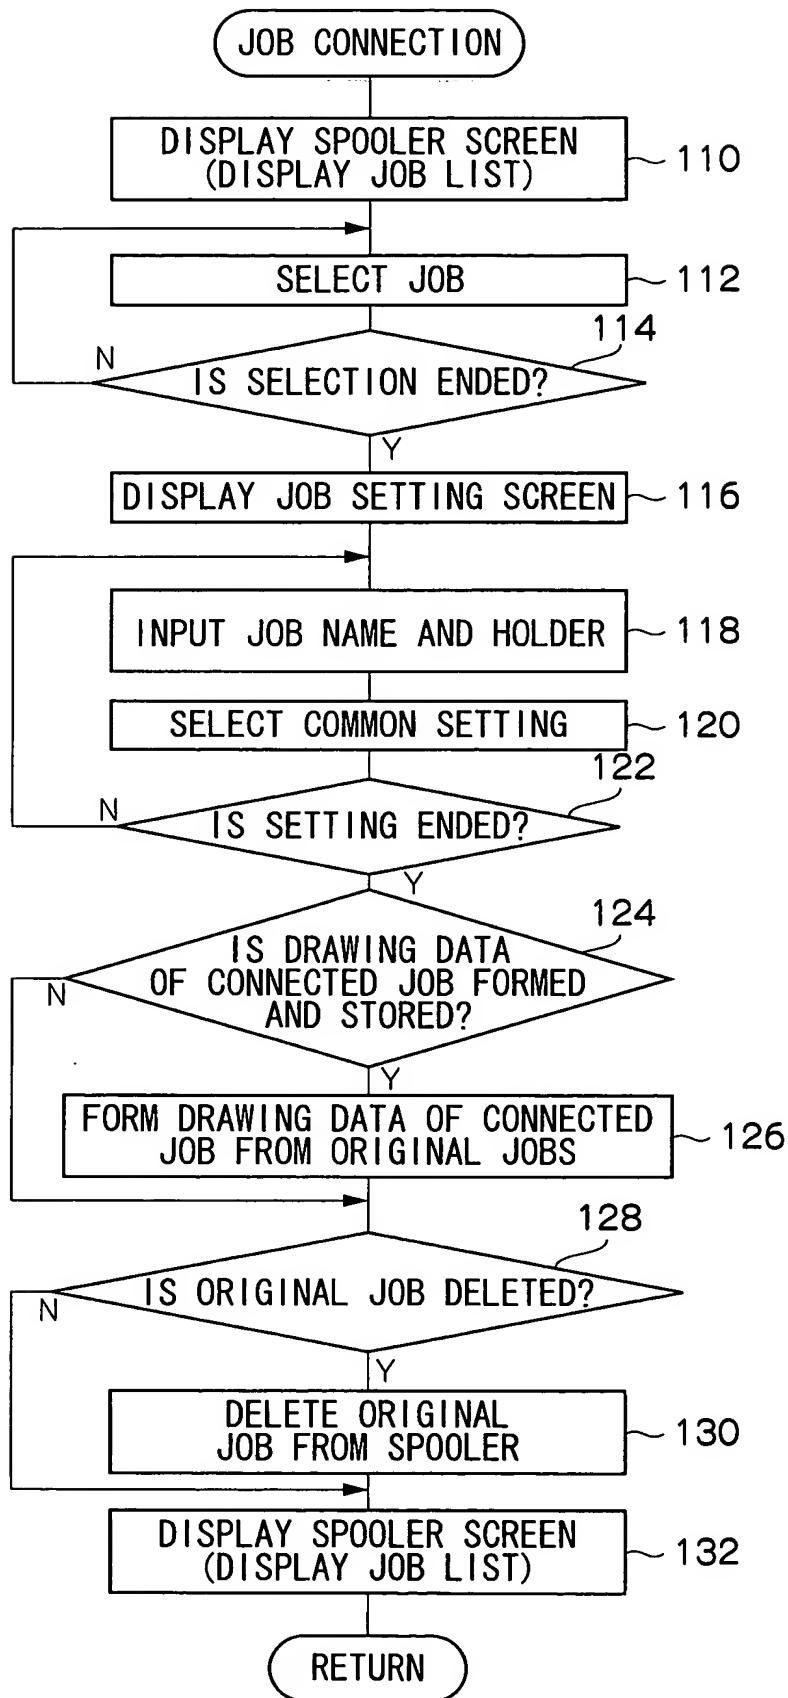 JOB CONNECTION
DISPLAY SPOOLER SCREEN
(DISPLAY JOB LIST)
110
SELECT JOB
112
114
N
IS SELECTION ENDED?
Y
DISPLAY JOB SETTING SCREEN
116
INPUT JOB NAME AND HOLDER
118
SELECT COMMON SETTING
120
122
N
IS SETTING ENDED?
Y
124
IS DRAWING DATA
OF CONNECTED JOB FORMED
AND STORED?
N
Y
FORM DRAWING DATA OF CONNECTED
JOB FROM ORIGINAL JOBS
126
128
IS ORIGINAL JOB DELETED?
N
Y
DELETE ORIGINAL
JOB FROM SPOOLER
130
DISPLAY SPOOLER SCREEN
(DISPLAY JOB LIST)
132
RETURN